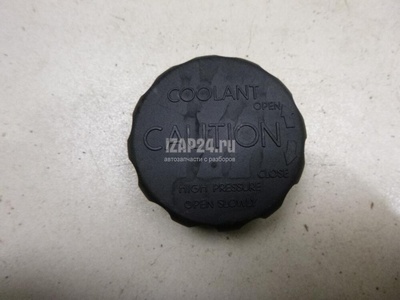 COOLANT
OPEN
CAUTION
IZAP24.ru
автозапчасти с разборов
CLOSE
HIGH PRESSURE
OPEN SLOWLY